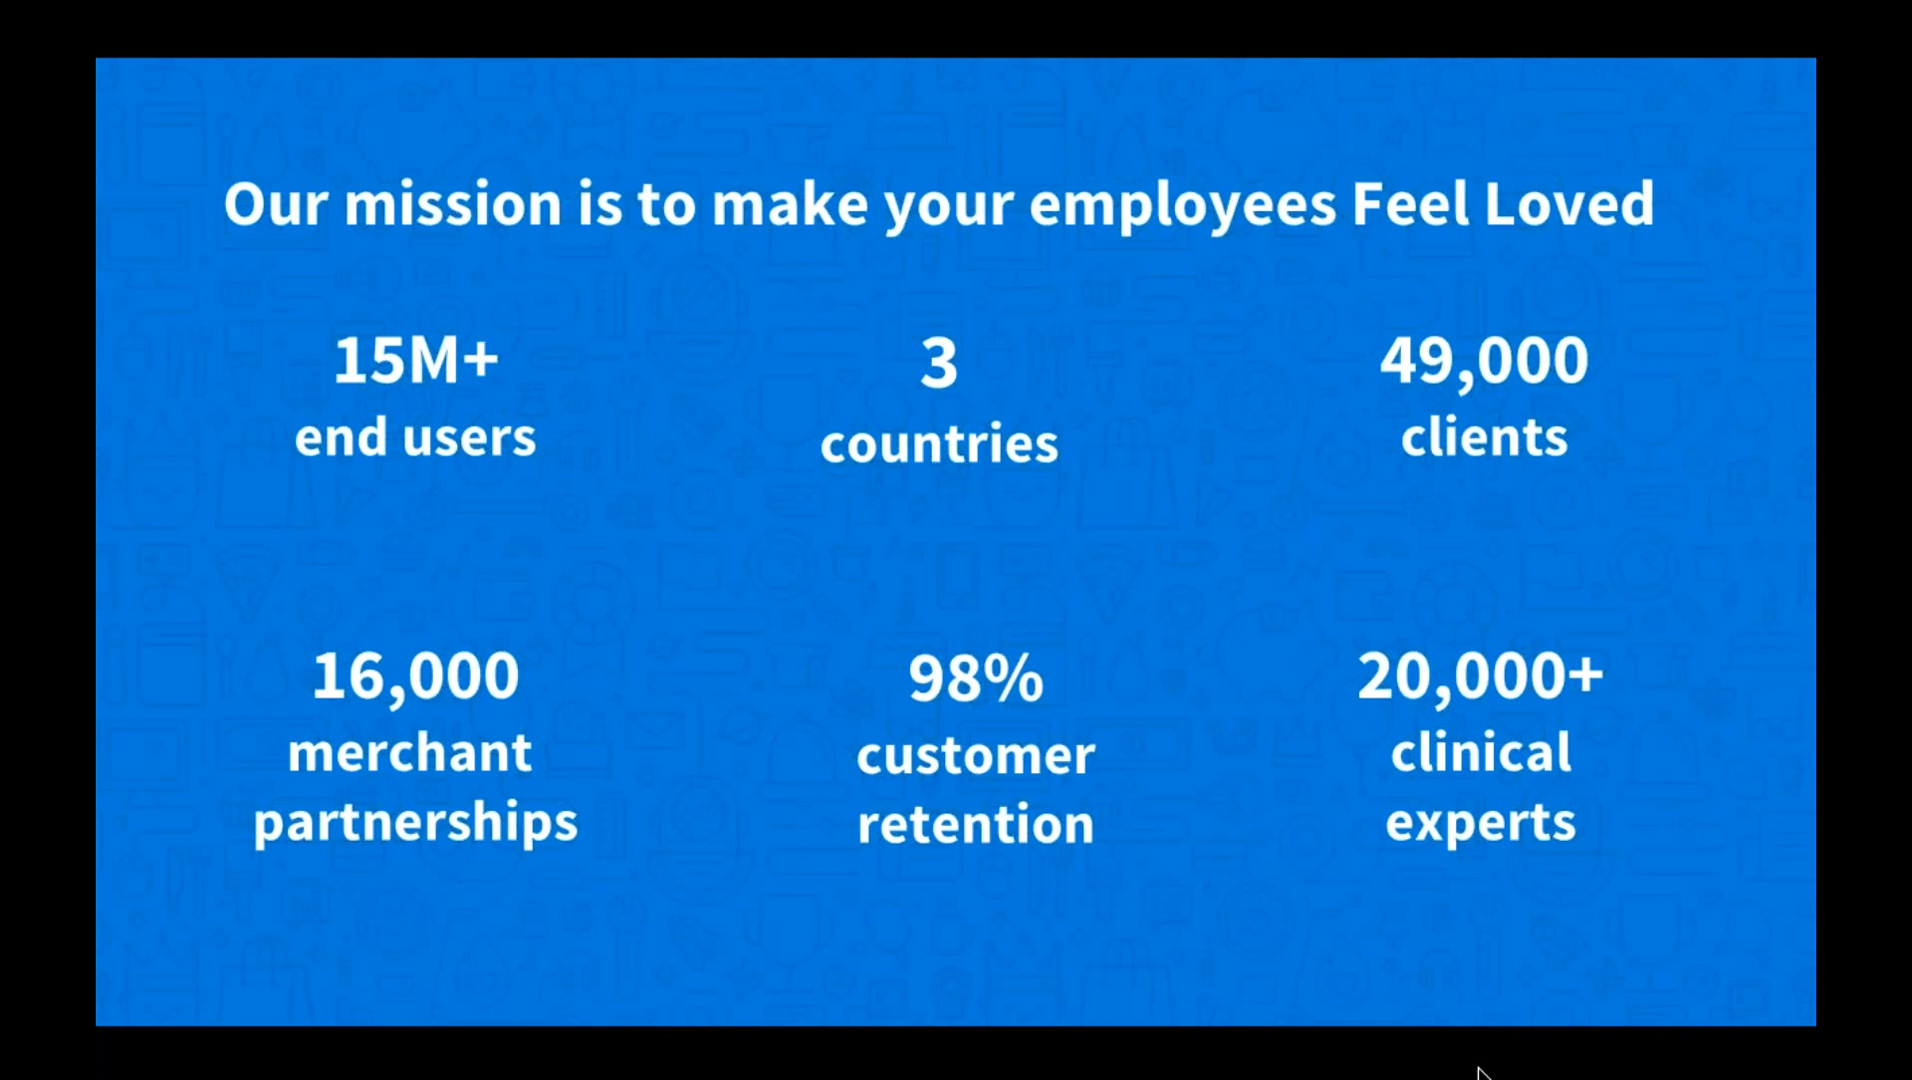 Our mission is to make your employees Feel Loved
15M+
end users
3
countries
49,000
clients
16,000
merchant
partnerships
98%
customer
retention
20,000+
clinical
experts